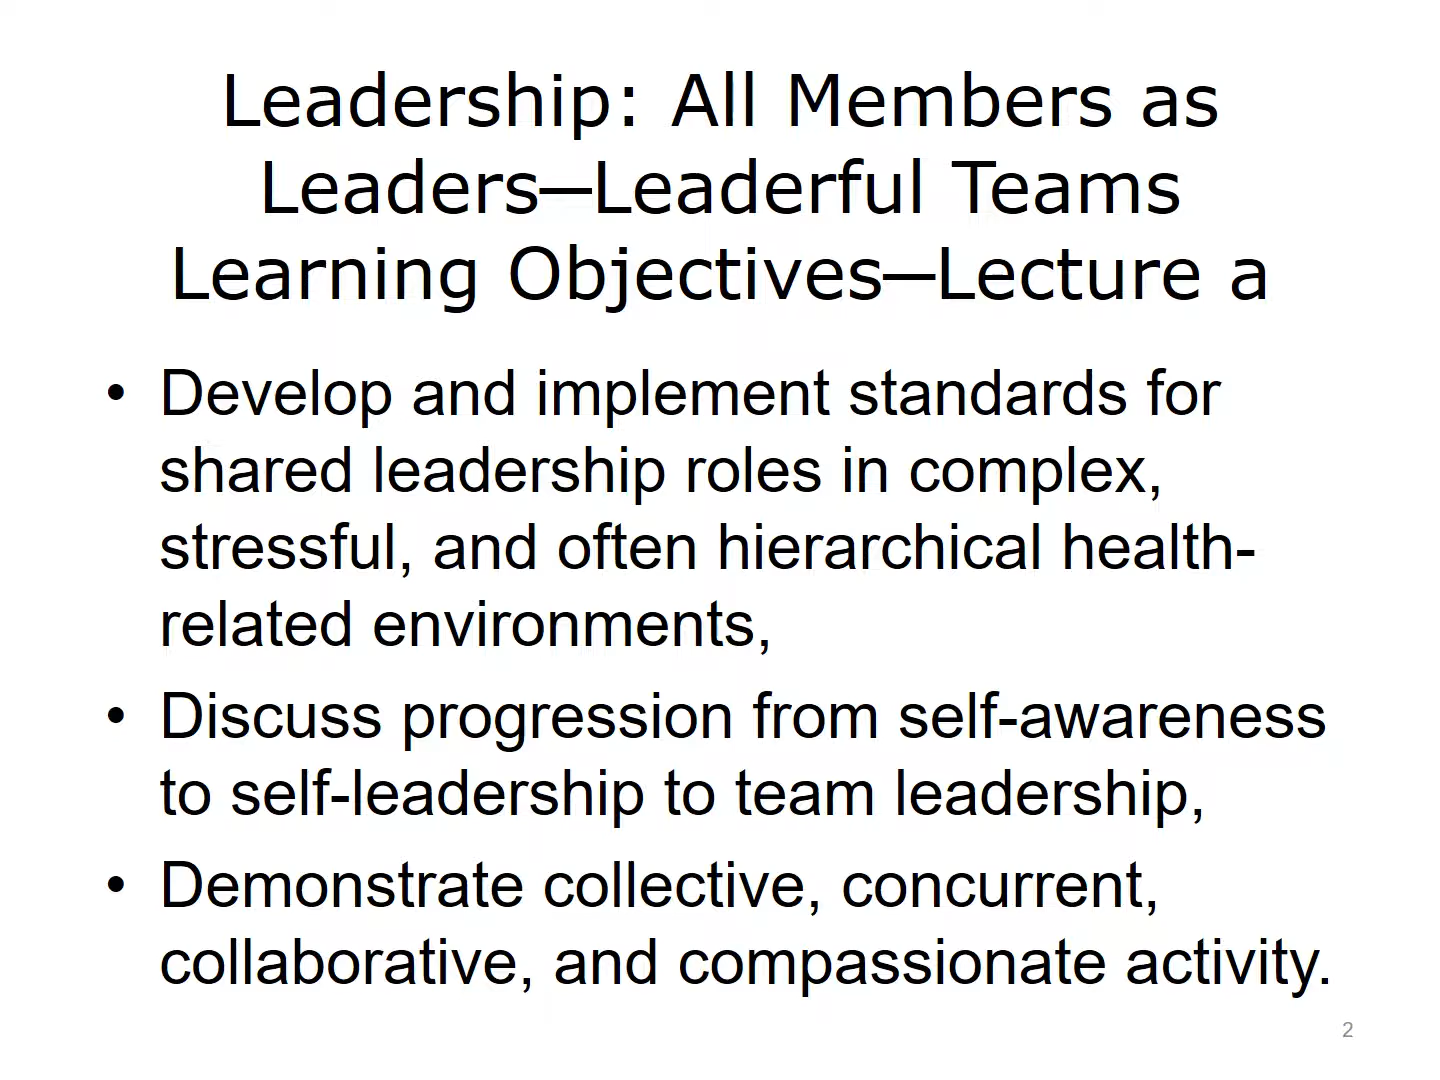 Leadership: All Members as
Leaders—Leaderful Teams
Learning Objectives—Lecture a
• Develop and implement standards for
shared leadership roles in complex,
stressful, and often hierarchical health-
related environments,
• Discuss progression from self-awareness
to self-leadership to team leadership,
• Demonstrate collective, concurrent,
collaborative, and compassionate activity.
2